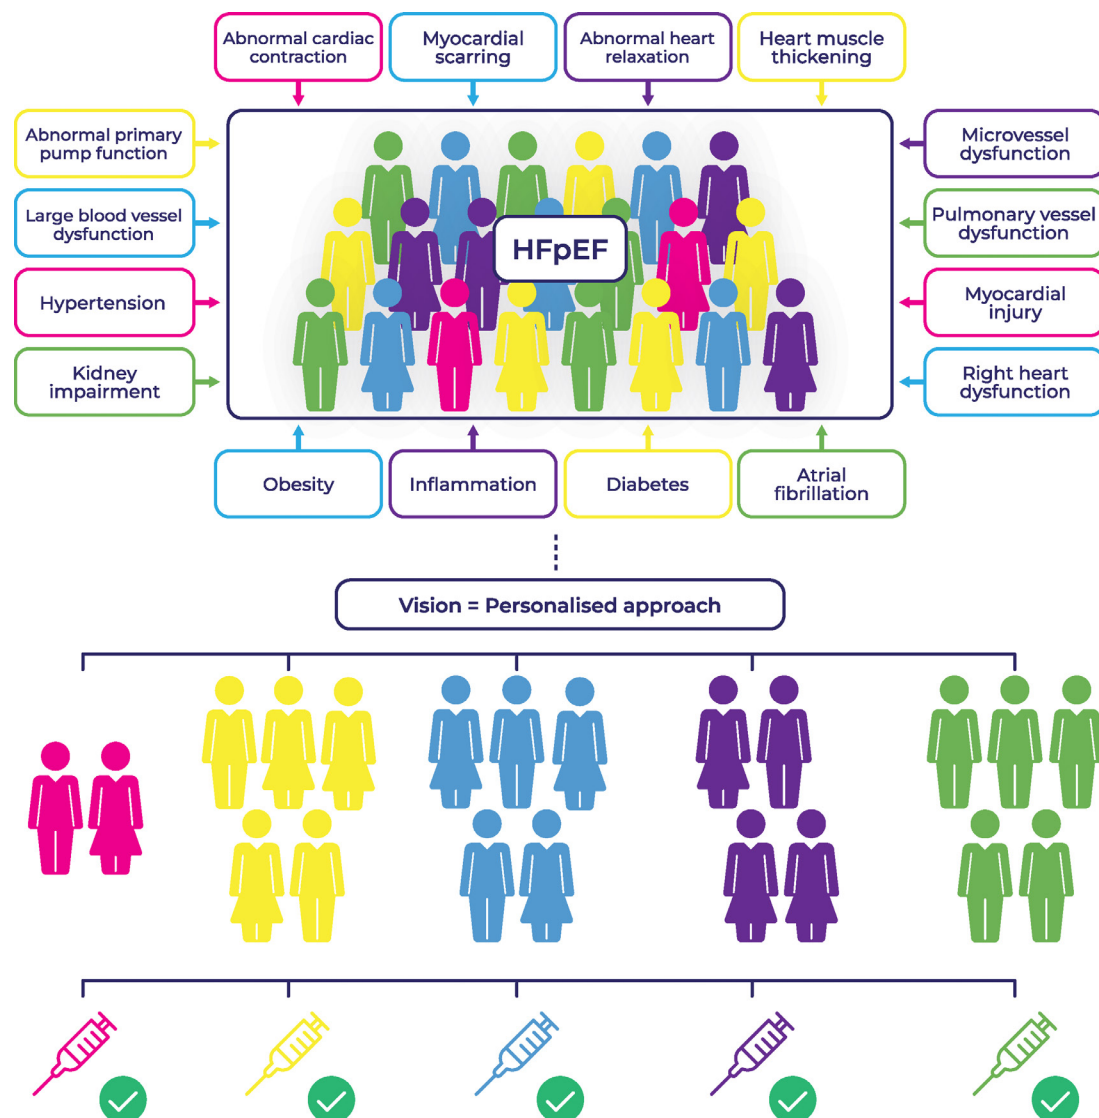 Abnormal cardiac
contraction
Myocardial
scarring
Abnormal heart
relaxation
Heart muscle
thickening
Abnormal primary
pump function
Large blood vessel
dysfunction
Hypertension
Kidney
impairment
HFpEF
Microvessel
dysfunction
Pulmonary vessel
dysfunction
Myocardial
injury
Right heart
dysfunction
Obesity
Inflammation
Diabetes
Atrial
fibrillation
Vision = Personalised approach